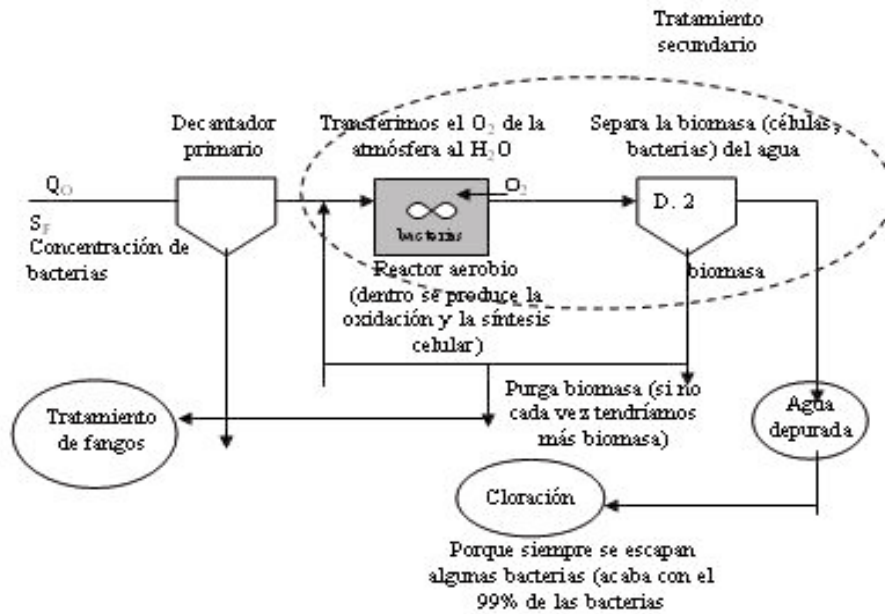 Tratamiento
secundario
Decantador
primario
Transferimos el O₂ de la
atmósfera al H₂O
Separa la biomasa (células,
bacterias) del agua
Q₀
S_F
Concentración de
bacterias
O₂
bacterias
D. 2
Reactor aerobio
(dentro se produce la
oxidación y la síntesis
celular)
biomasa
Purga biomasa (si no
cada vez tendríamos
más biomasa)
Tratamiento
de fangos
Agua
depurada
Cloración
Porque siempre se escapan
algunas bacterias (acaba con el
99% de las bacterias